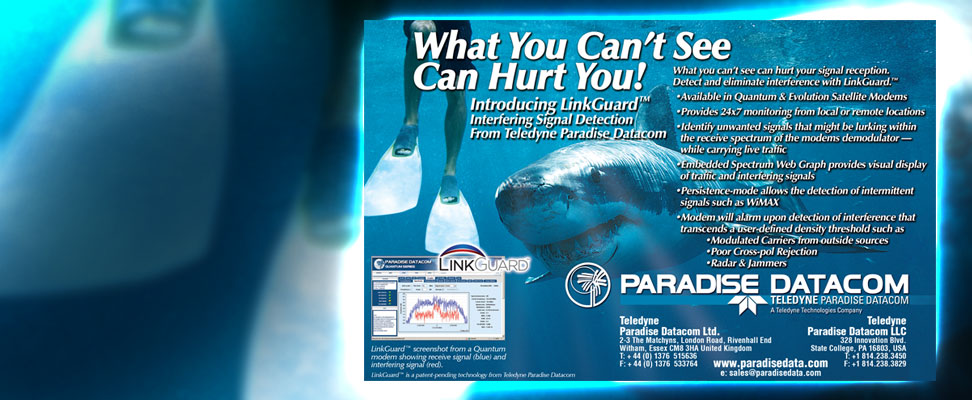 What You Can't See
Can Hurt You!
Introducing LinkGuard™
Interfering Signal Detection
From Teledyne Paradise Datacom
What you can't see can hurt your signal reception.
Detect and eliminate interference with LinkGuard.™
•Available in Quantum & Evolution Satellite Modems
•Provides 24x7 monitoring from local or remote locations
•Identify unwanted signals that might be lurking within
the receive spectrum of the modems demodulator —
while carrying live traffic
•Embedded Spectrum Web Graph provides visual display
of traffic and interfering signals
•Persistence-mode allows the detection of intermittent
signals such as WiMAX
•Modem will alarm upon detection of interference that
transcends a user-defined density threshold such as
•Modulated Carriers from outside sources
•Poor Cross-pol Rejection
•Radar & Jammers
LINKGUARD™
PARADISE DATACOM
QUANTUM SERIES
LinkGuard™ screenshot from a Quantum
modem showing receive signal (blue) and
interfering signal (red).
LinkGuard™ is a patent-pending technology from Teledyne Paradise Datacom
PARADISE DATACOM
TELEDYNE PARADISE DATACOM
A Teledyne Technologies Company
Teledyne
Paradise Datacom Ltd.
2-3 The Matchyns, London Road, Rivenhall End
Witham, Essex CM8 3HA United Kingdom
T: + 44 (0) 1376 515636
F: + 44 (0) 1376 533764
www.paradisedata.com
e: sales@paradisedata.com
Teledyne
Paradise Datacom LLC
328 Innovation Blvd.
State College, PA 16803, USA
T: +1 814.238.3450
F: +1 814.238.3829